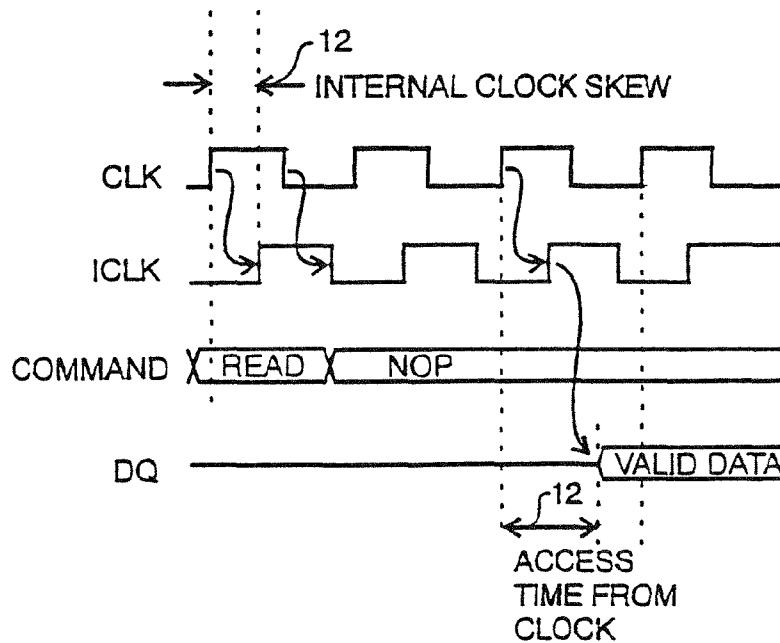 12
INTERNAL CLOCK SKEW
CLK
ICLK
COMMAND READ NOP
DQ VALID DATA
12
ACCESS
TIME FROM
CLOCK